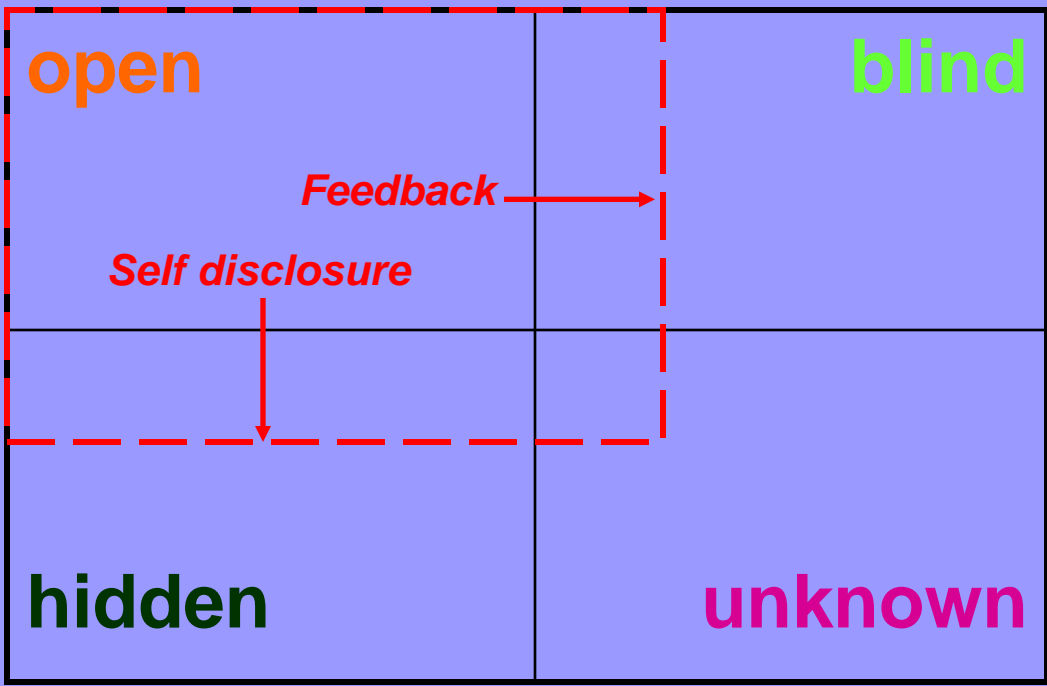 open
blind
Feedback
Self disclosure
hidden
unknown